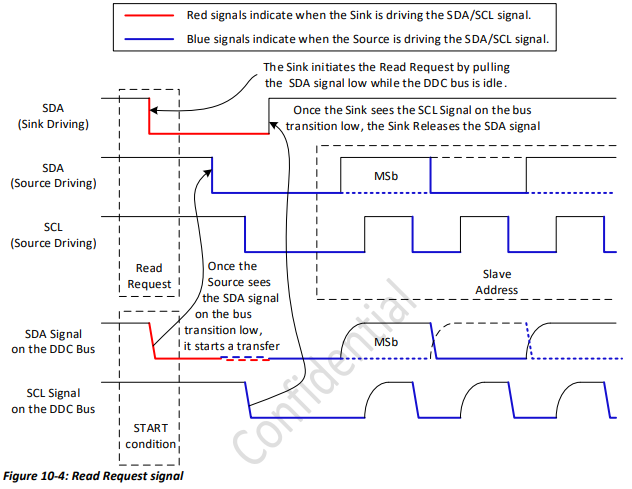 Red signals indicate when the Sink is driving the SDA/SCL signal.
Blue signals indicate when the Source is driving the SDA/SCL signal.
The Sink initiates the Read Request by pulling
the SDA signal low while the DDC bus is idle.
SDA
(Sink Driving)
Once the Sink sees the SCL Signal on the bus
transition low, the Sink Releases the SDA signal
SDA
(Source Driving)
MSb
SCL
(Source Driving)
Read
Request
Once the
Source sees
the SDA signal
on the bus
transition low,
it starts a transfer
Slave
Address
SDA Signal
on the DDC Bus
MSb
SCL Signal
on the DDC Bus
START
condition
Confidential
Figure 10-4: Read Request signal